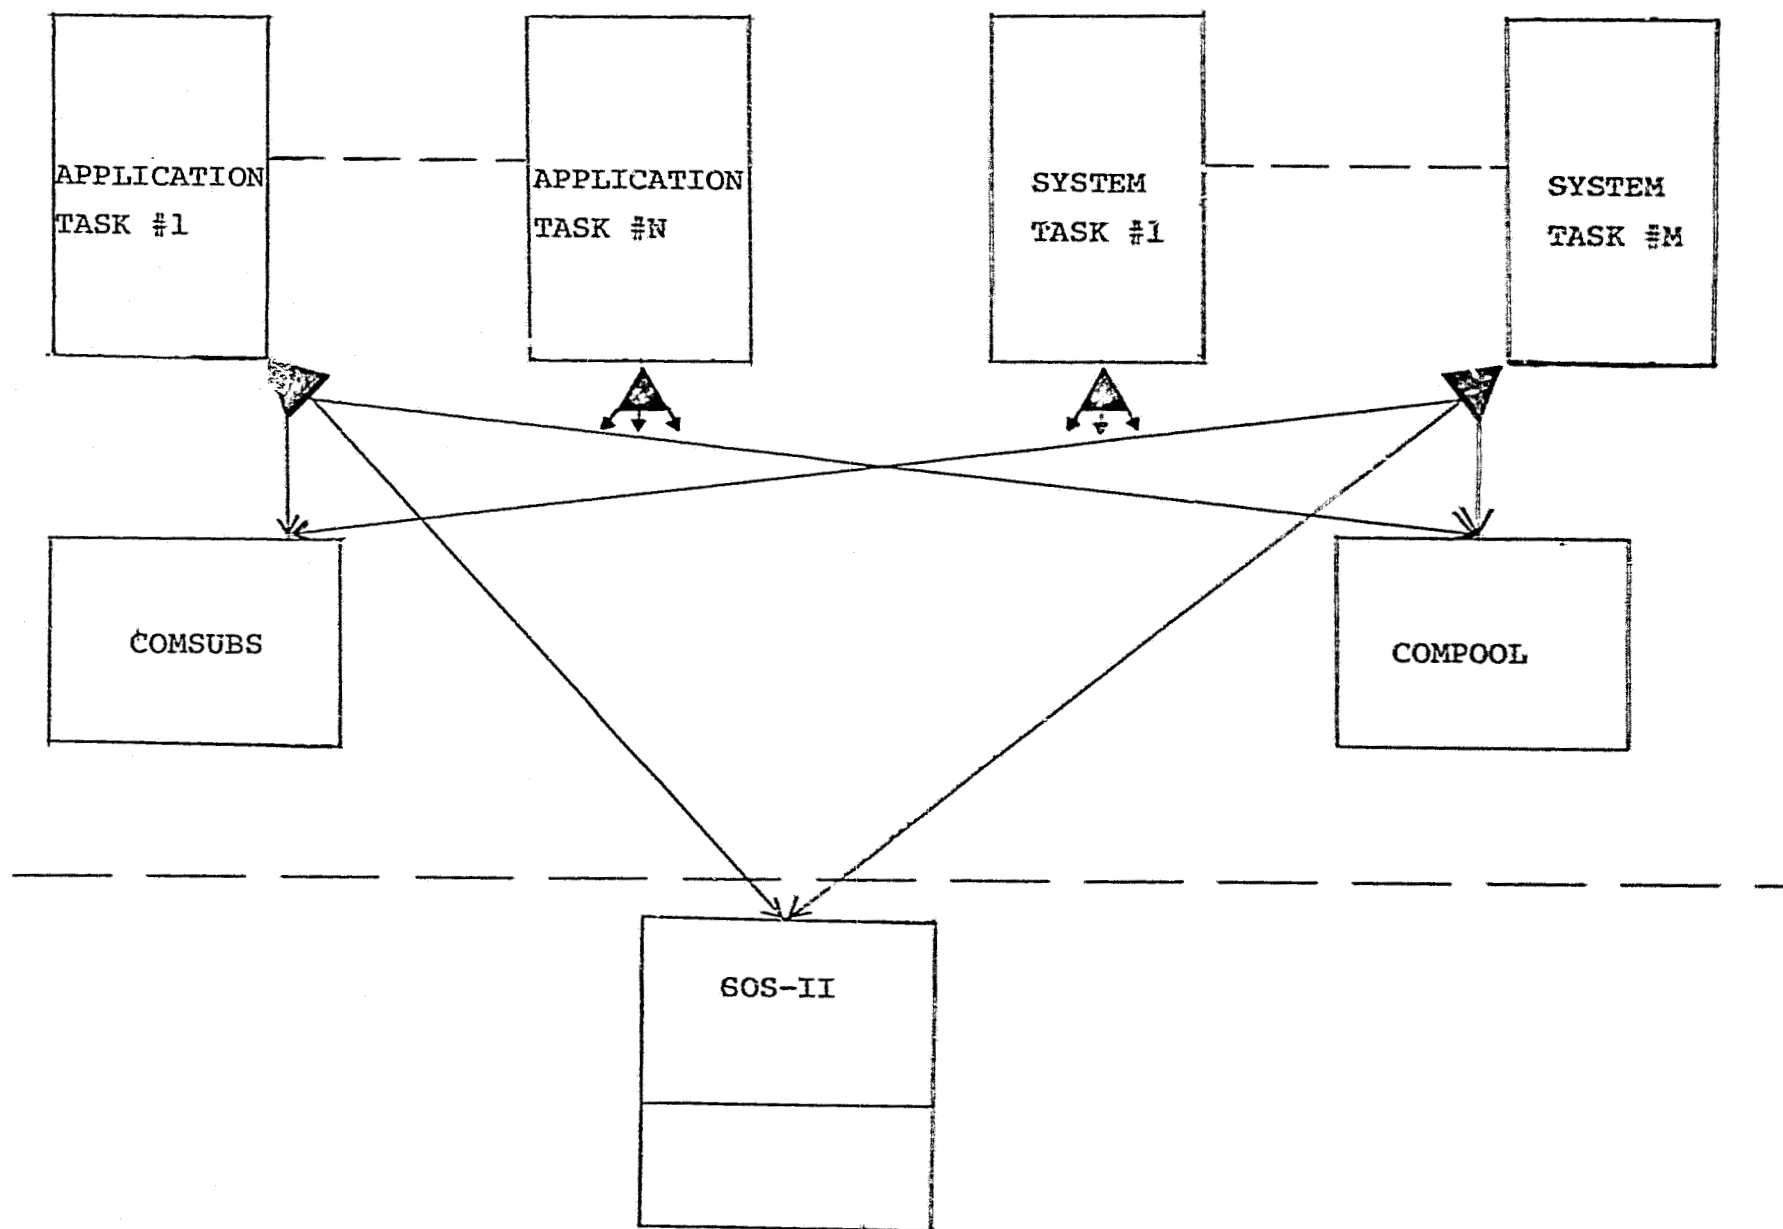 APPLICATION
TASK #1
APPLICATION
TASK #N
SYSTEM
TASK #1
SYSTEM
TASK #M
COMSUBS
COMPOOL
SOS-II